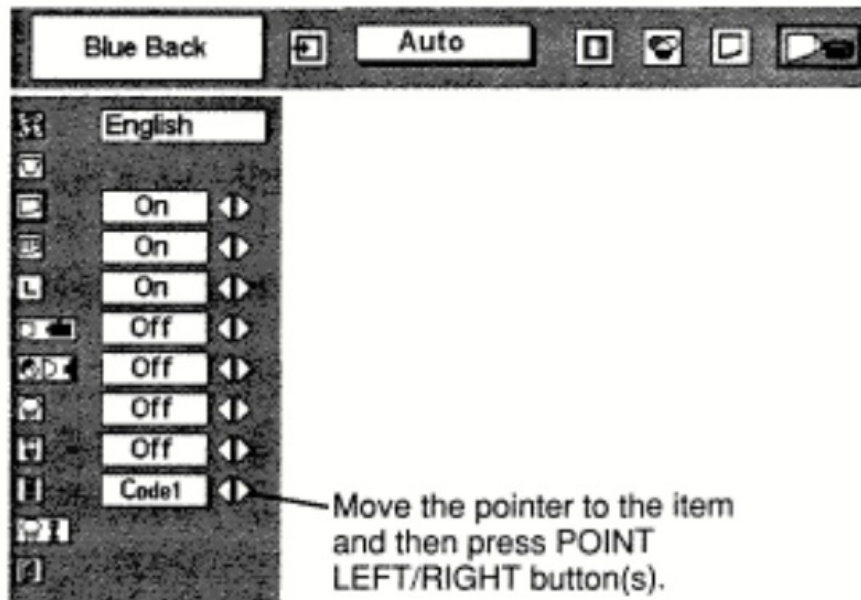 Blue Back
Auto
English
On
On
On
Off
Off
Off
Off
Code1
Move the pointer to the item
and then press POINT
LEFT/RIGHT button(s).